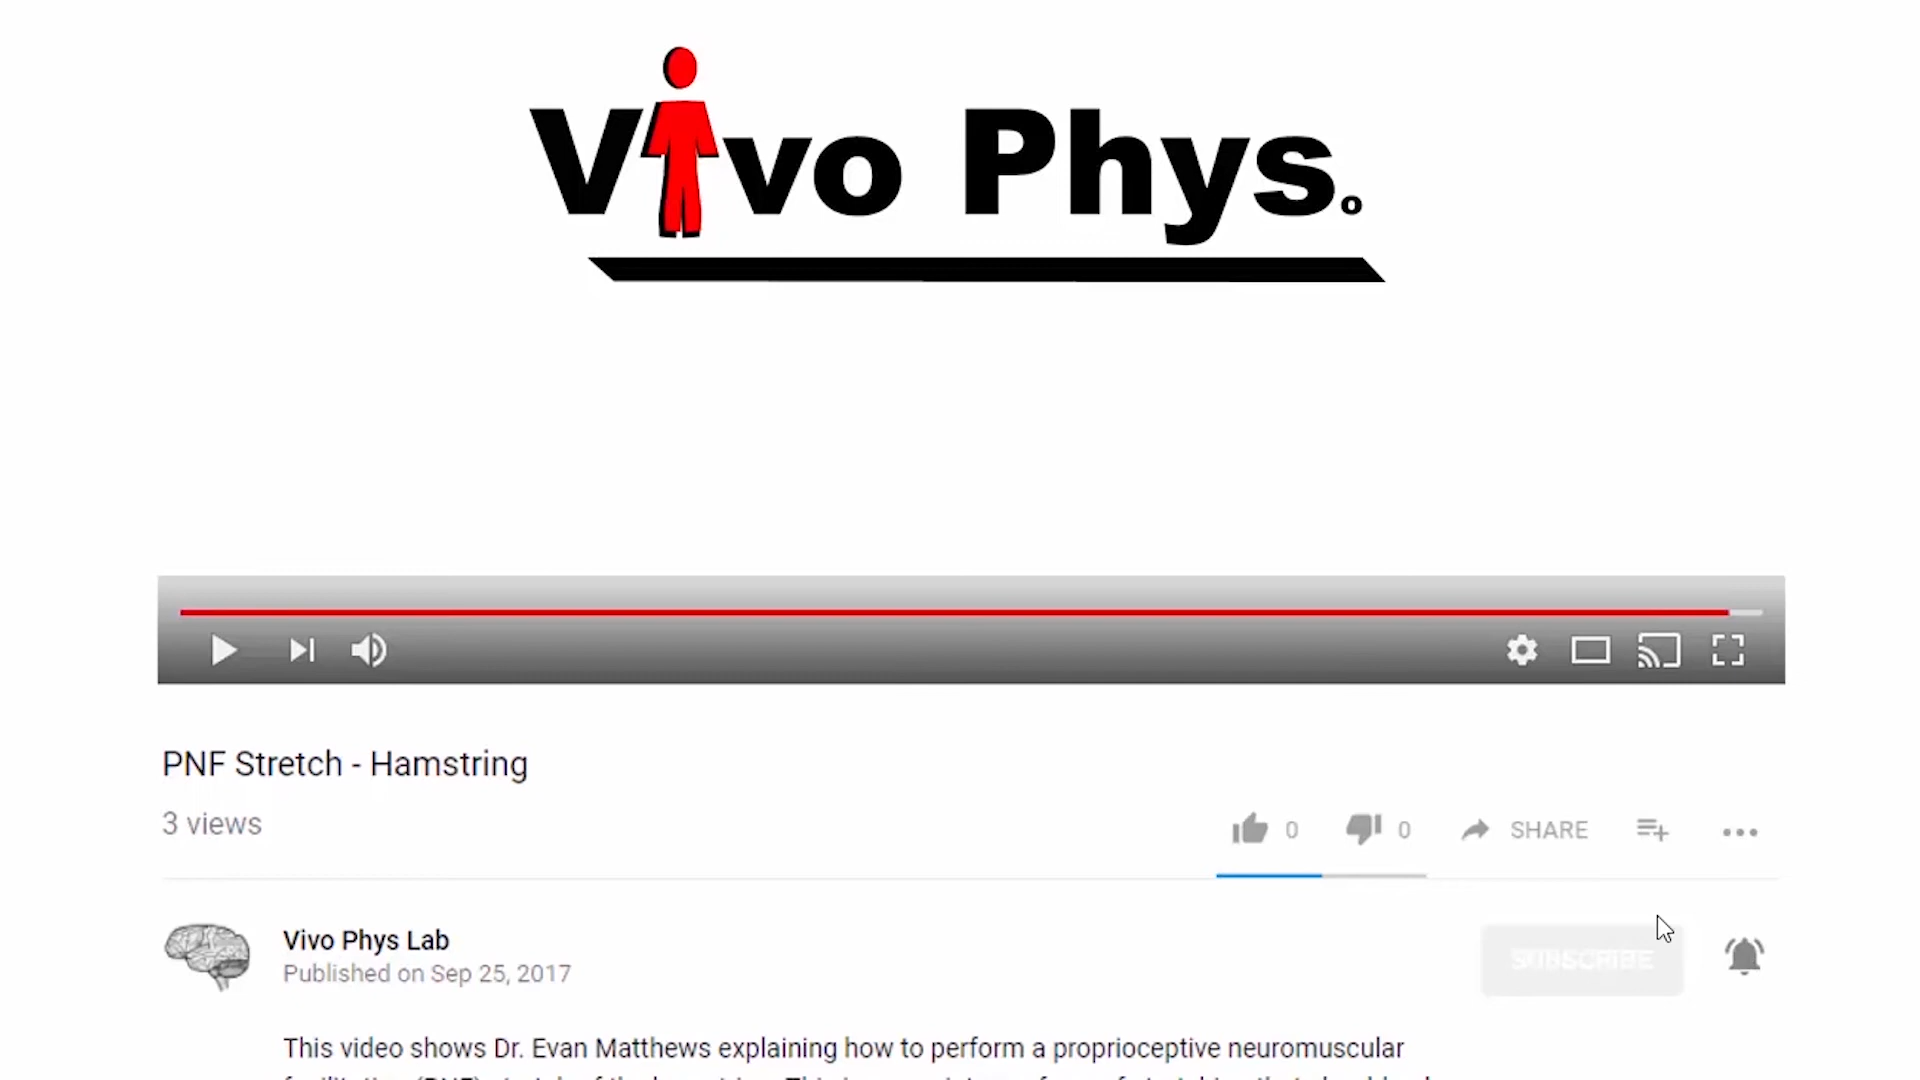 Vivo Phys.
PNF Stretch - Hamstring
3 views
0 0 SHARE
Vivo Phys Lab
SUBSCRIBE
Published on Sep 25, 2017
This video shows Dr. Evan Matthews explaining how to perform a proprioceptive neuromuscular